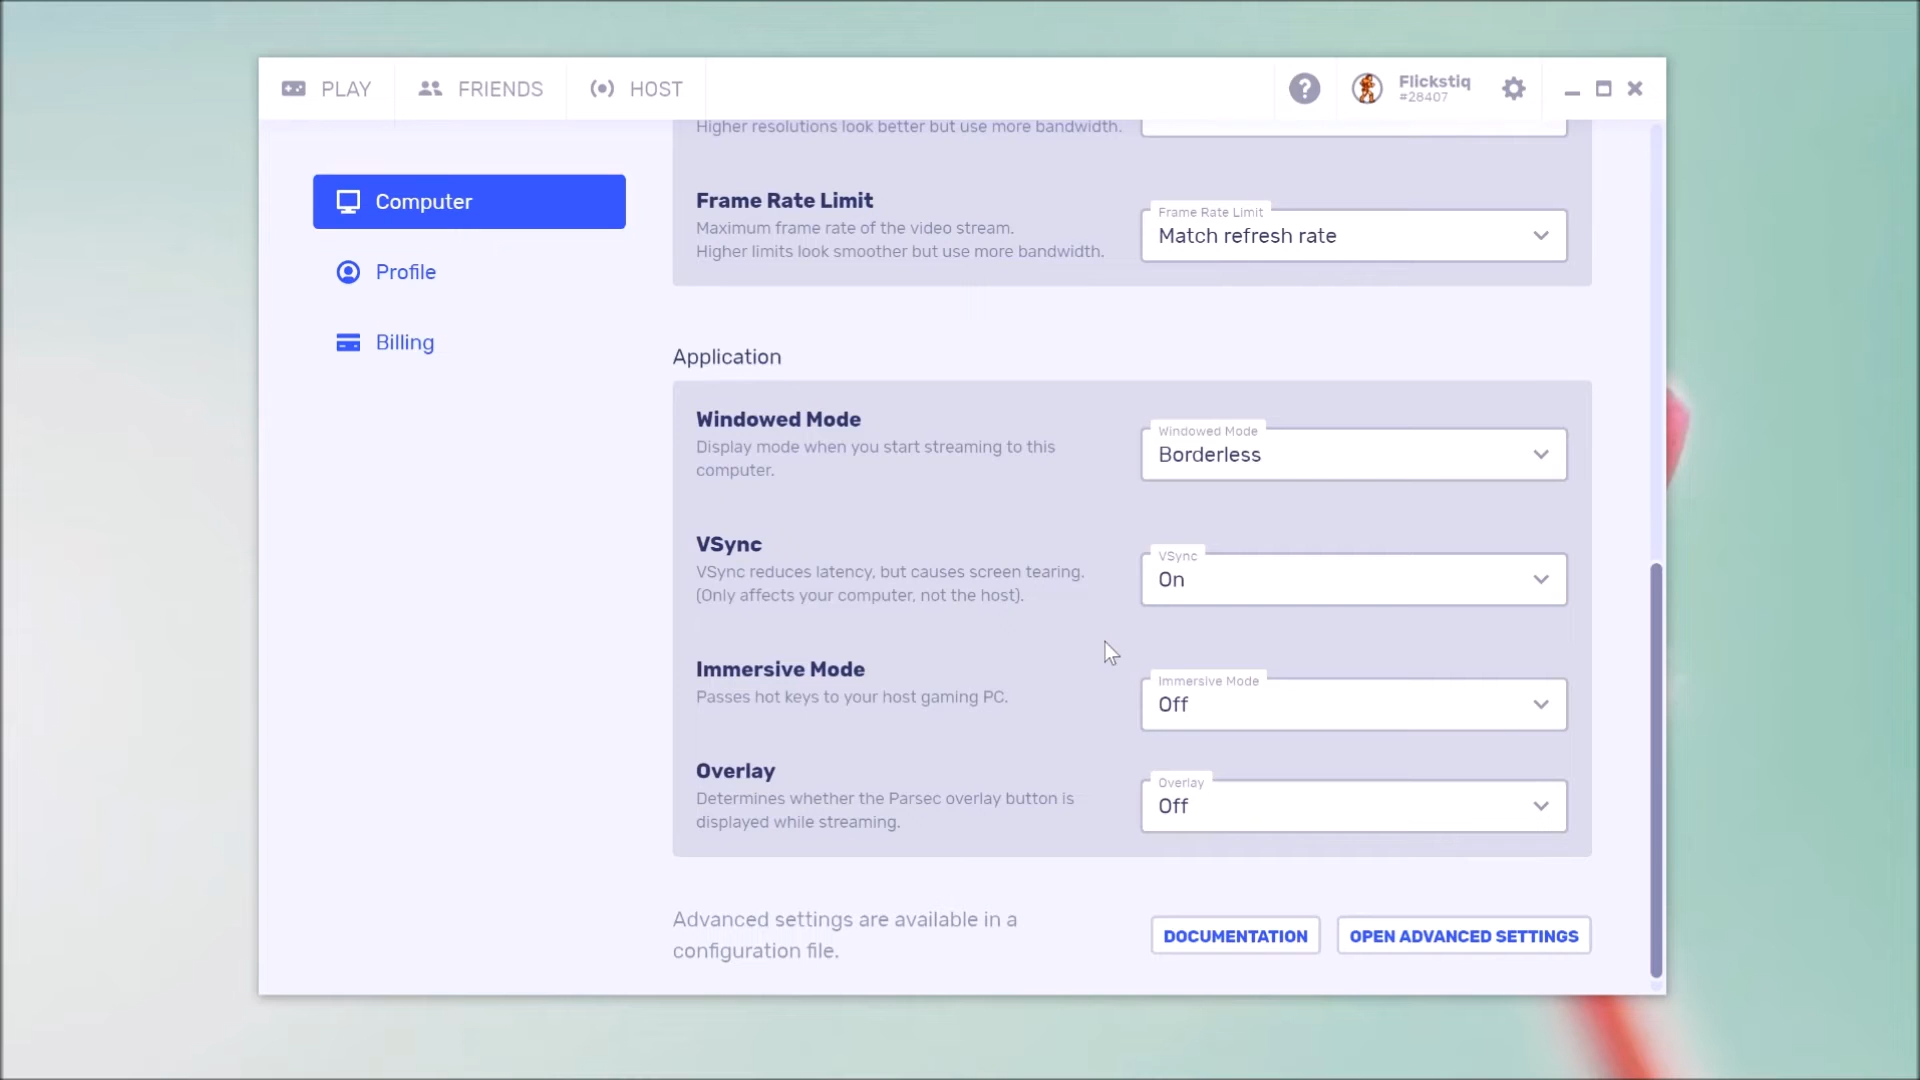 PLAY
FRIENDS
HOST
?
Flickstiq
#28407
Computer
Profile
Billing
Higher resolutions look better but use more bandwidth.
Frame Rate Limit
Maximum frame rate of the video stream.
Higher limits look smoother but use more bandwidth.
Frame Rate Limit
Match refresh rate
Application
Windowed Mode
Display mode when you start streaming to this
computer.
Windowed Mode
Borderless
VSync
VSync reduces latency, but causes screen tearing.
(Only affects your computer, not the host).
VSync
On
Immersive Mode
Passes hot keys to your host gaming PC.
Immersive Mode
Off
Overlay
Determines whether the Parsec overlay button is
displayed while streaming.
Overlay
Off
Advanced settings are available in a
configuration file.
DOCUMENTATION
OPEN ADVANCED SETTINGS